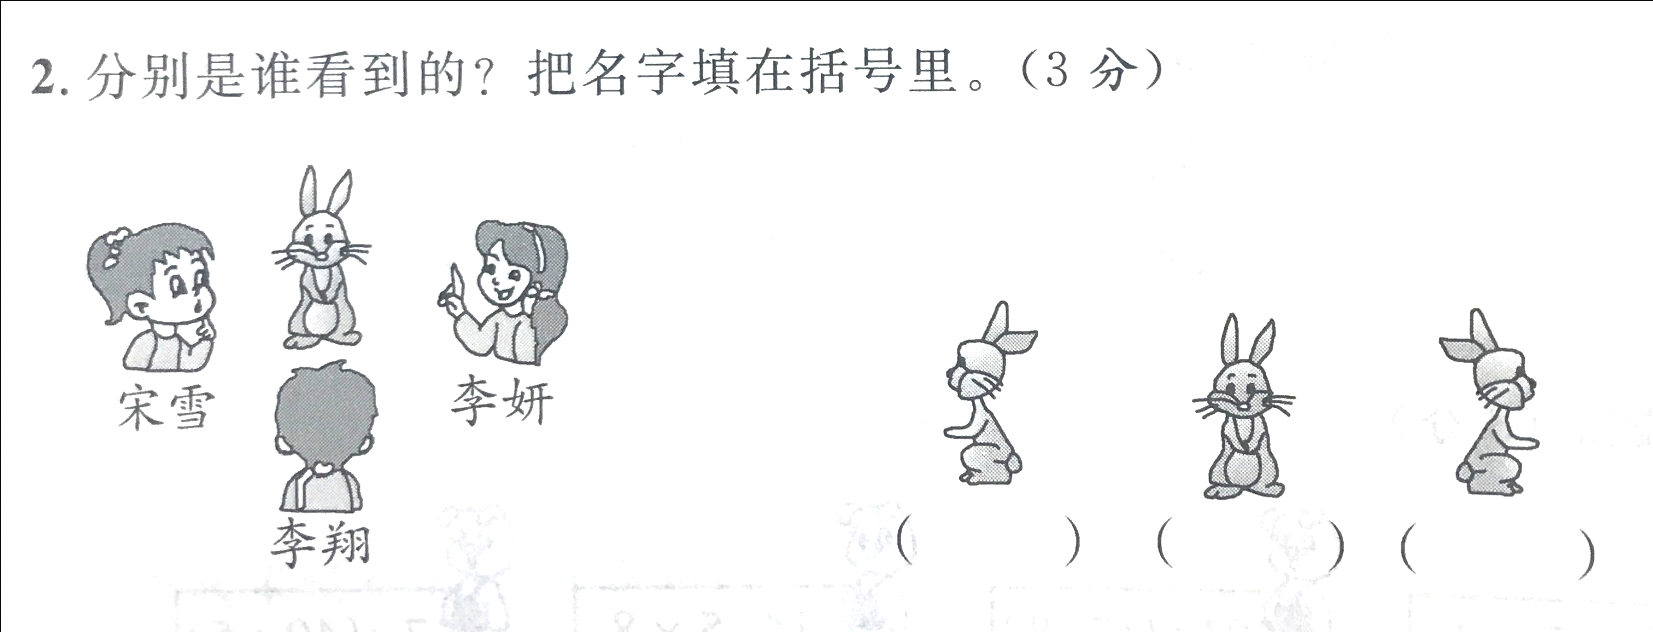 2. 分别是谁看到的？把名字填在括号里。（3 分）
宋雪
李妍
李翔
（ ）（ ）（ ）